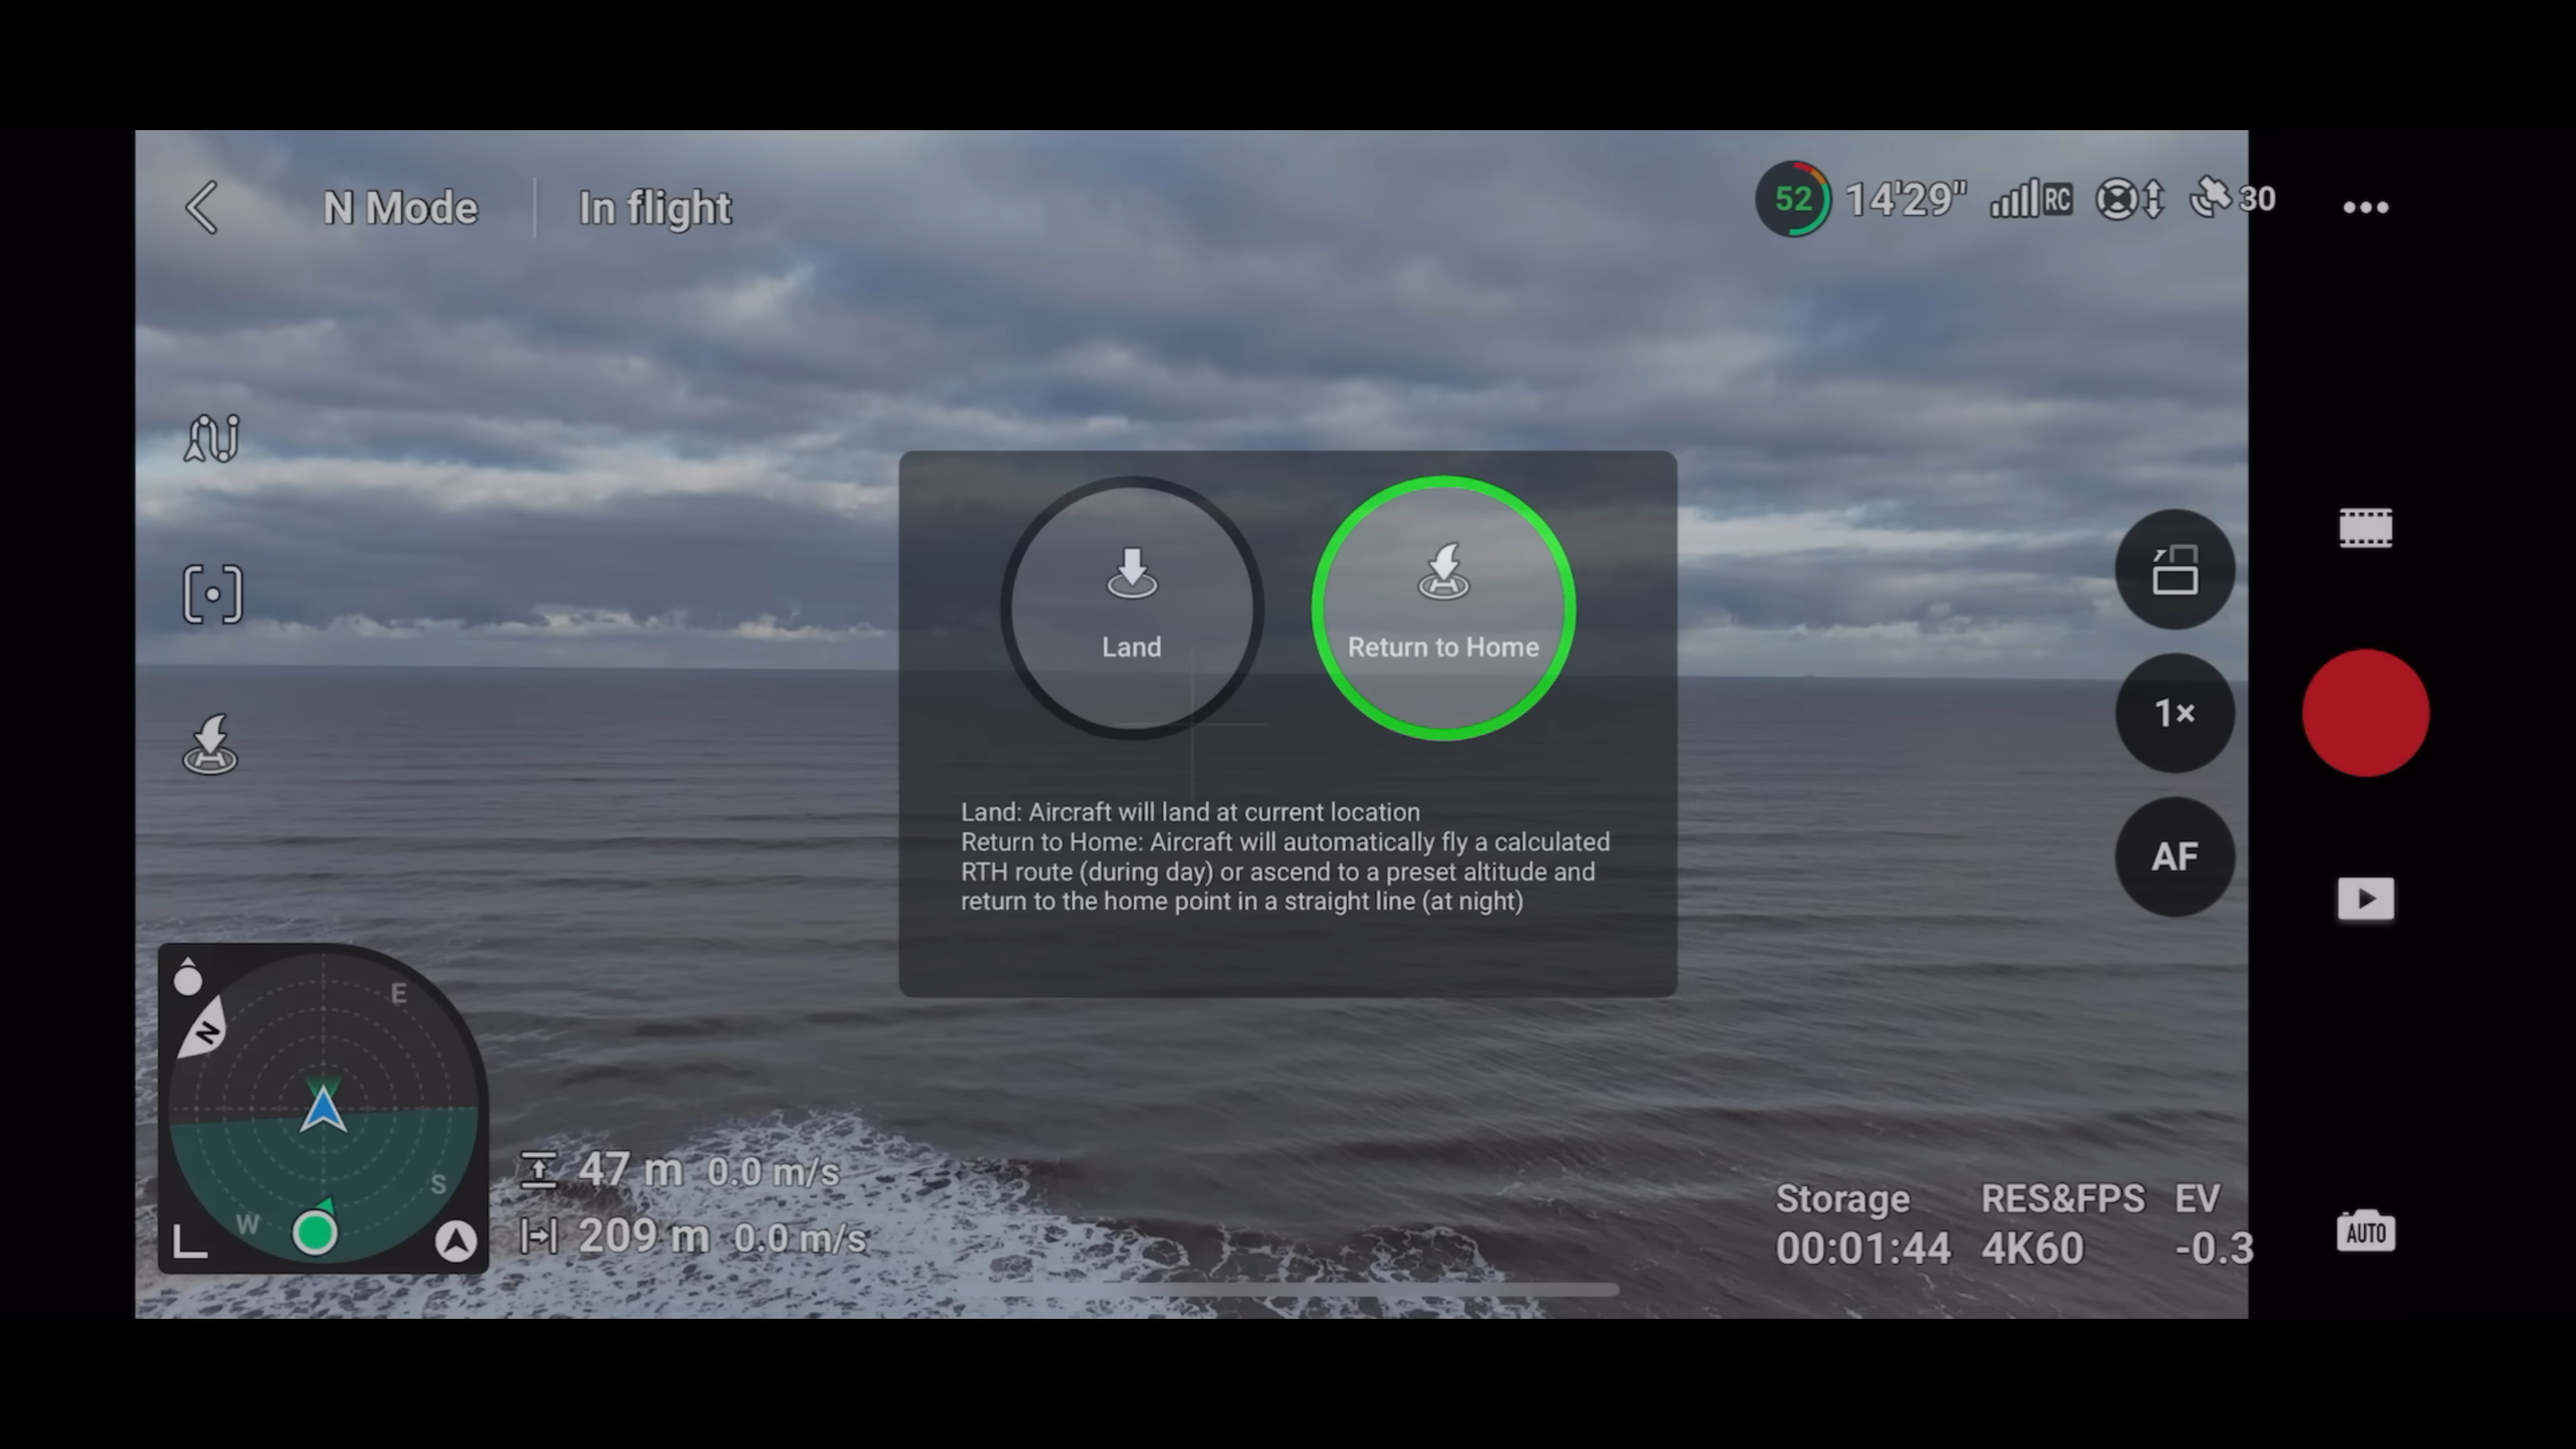 N Mode
In flight
52
14'29"
RC
30
Land
Return to Home
1×
AF
Land: Aircraft will land at current location
Return to Home: Aircraft will automatically fly a calculated
RTH route (during day) or ascend to a preset altitude and
return to the home point in a straight line (at night)
E
N
S
W
47 m 0.0 m/s
209 m 0.0 m/s
Storage RES&FPS EV
00:01:44 4K60 -0.3
AUTO